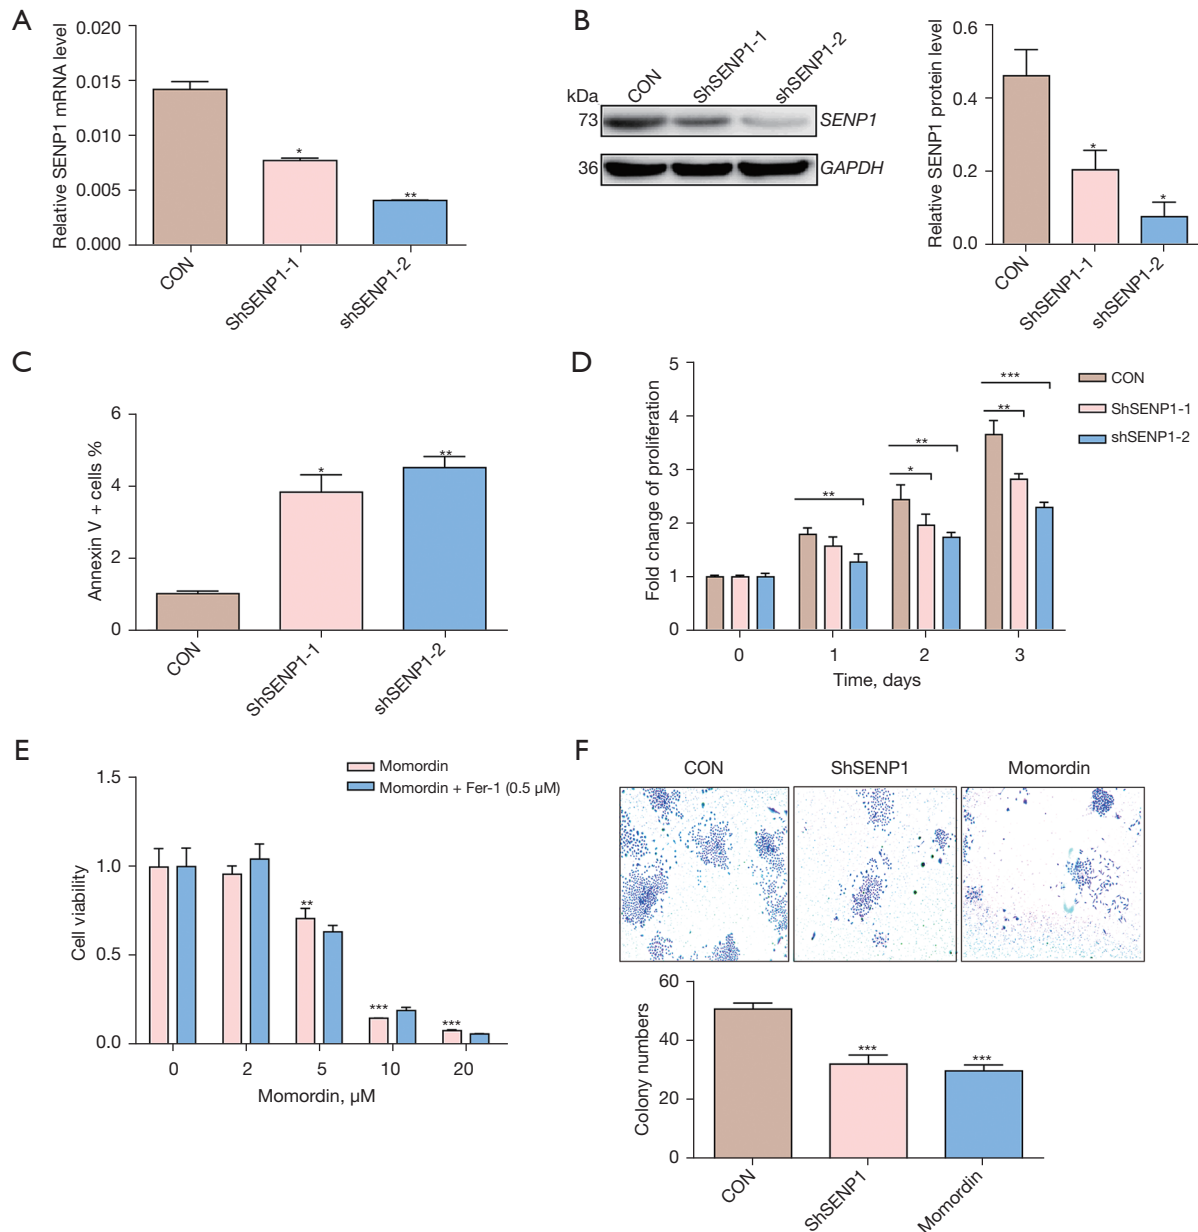 A
Relative SENP1 mRNA level
0.020
0.015
0.010
0.005
0.000
*
**
CON
ShSENP1-1
shSENP1-2
B
kDa
CON
ShSENP1-1
shSENP1-2
73
SENP1
36
GAPDH
Relative SENP1 protein level
0.6
0.4
0.2
0.0
*
*
CON
ShSENP1-1
shSENP1-2
C
Annexin V + cells %
6
4
2
0
*
**
CON
ShSENP1-1
shSENP1-2
D
Fold change of proliferation
5
4
3
2
1
0
**
**
*
***
**
0 1 2 3
Time, days
CON
ShSENP1-1
shSENP1-2
E
Momordin
Momordin + Fer-1 (0.5 µM)
Cell viability
1.5
1.0
0.5
0.0
**
***
***
0 2 5 10 20
Momordin, µM
F
CON ShSENP1 Momordin
Colony numbers
60
40
20
0
***
***
CON
ShSENP1
Momordin